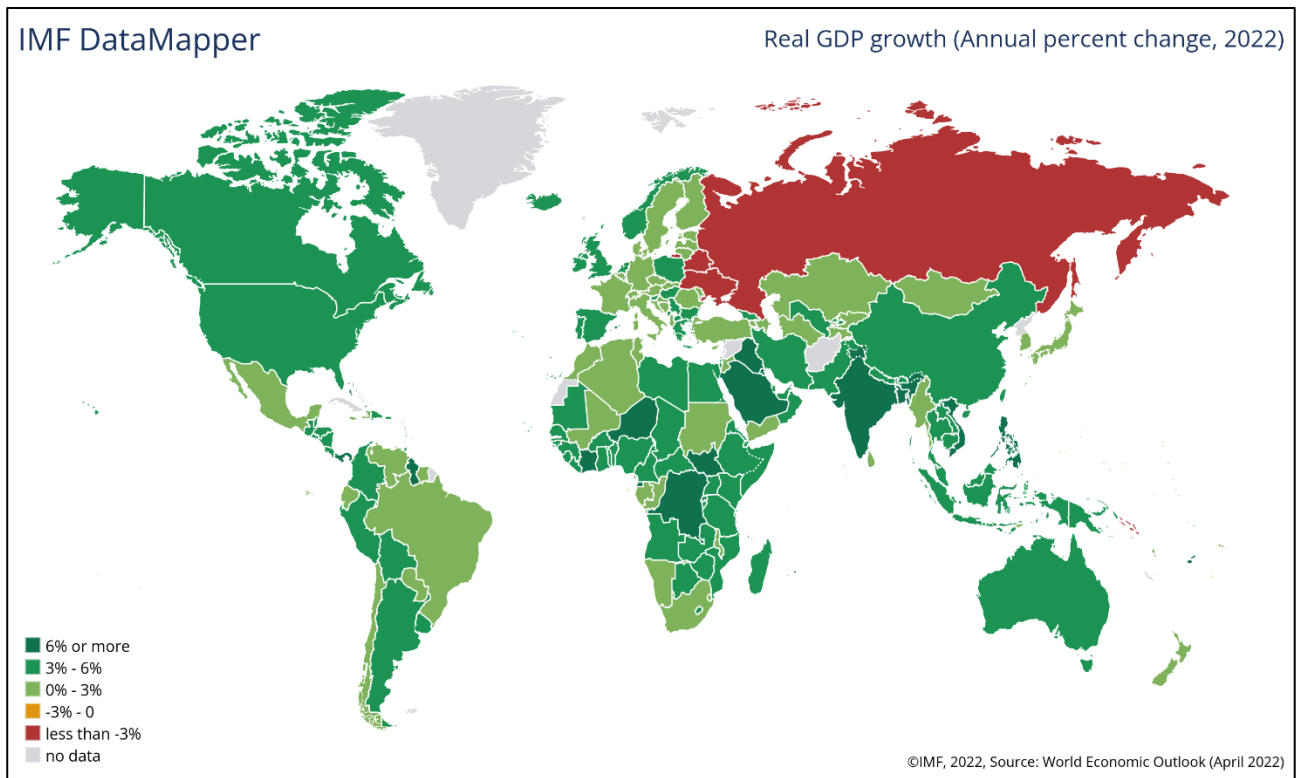 IMF DataMapper
Real GDP growth (Annual percent change, 2022)
6% or more
3% - 6%
0% - 3%
-3% - 0
less than -3%
no data
©IMF, 2022, Source: World Economic Outlook (April 2022)